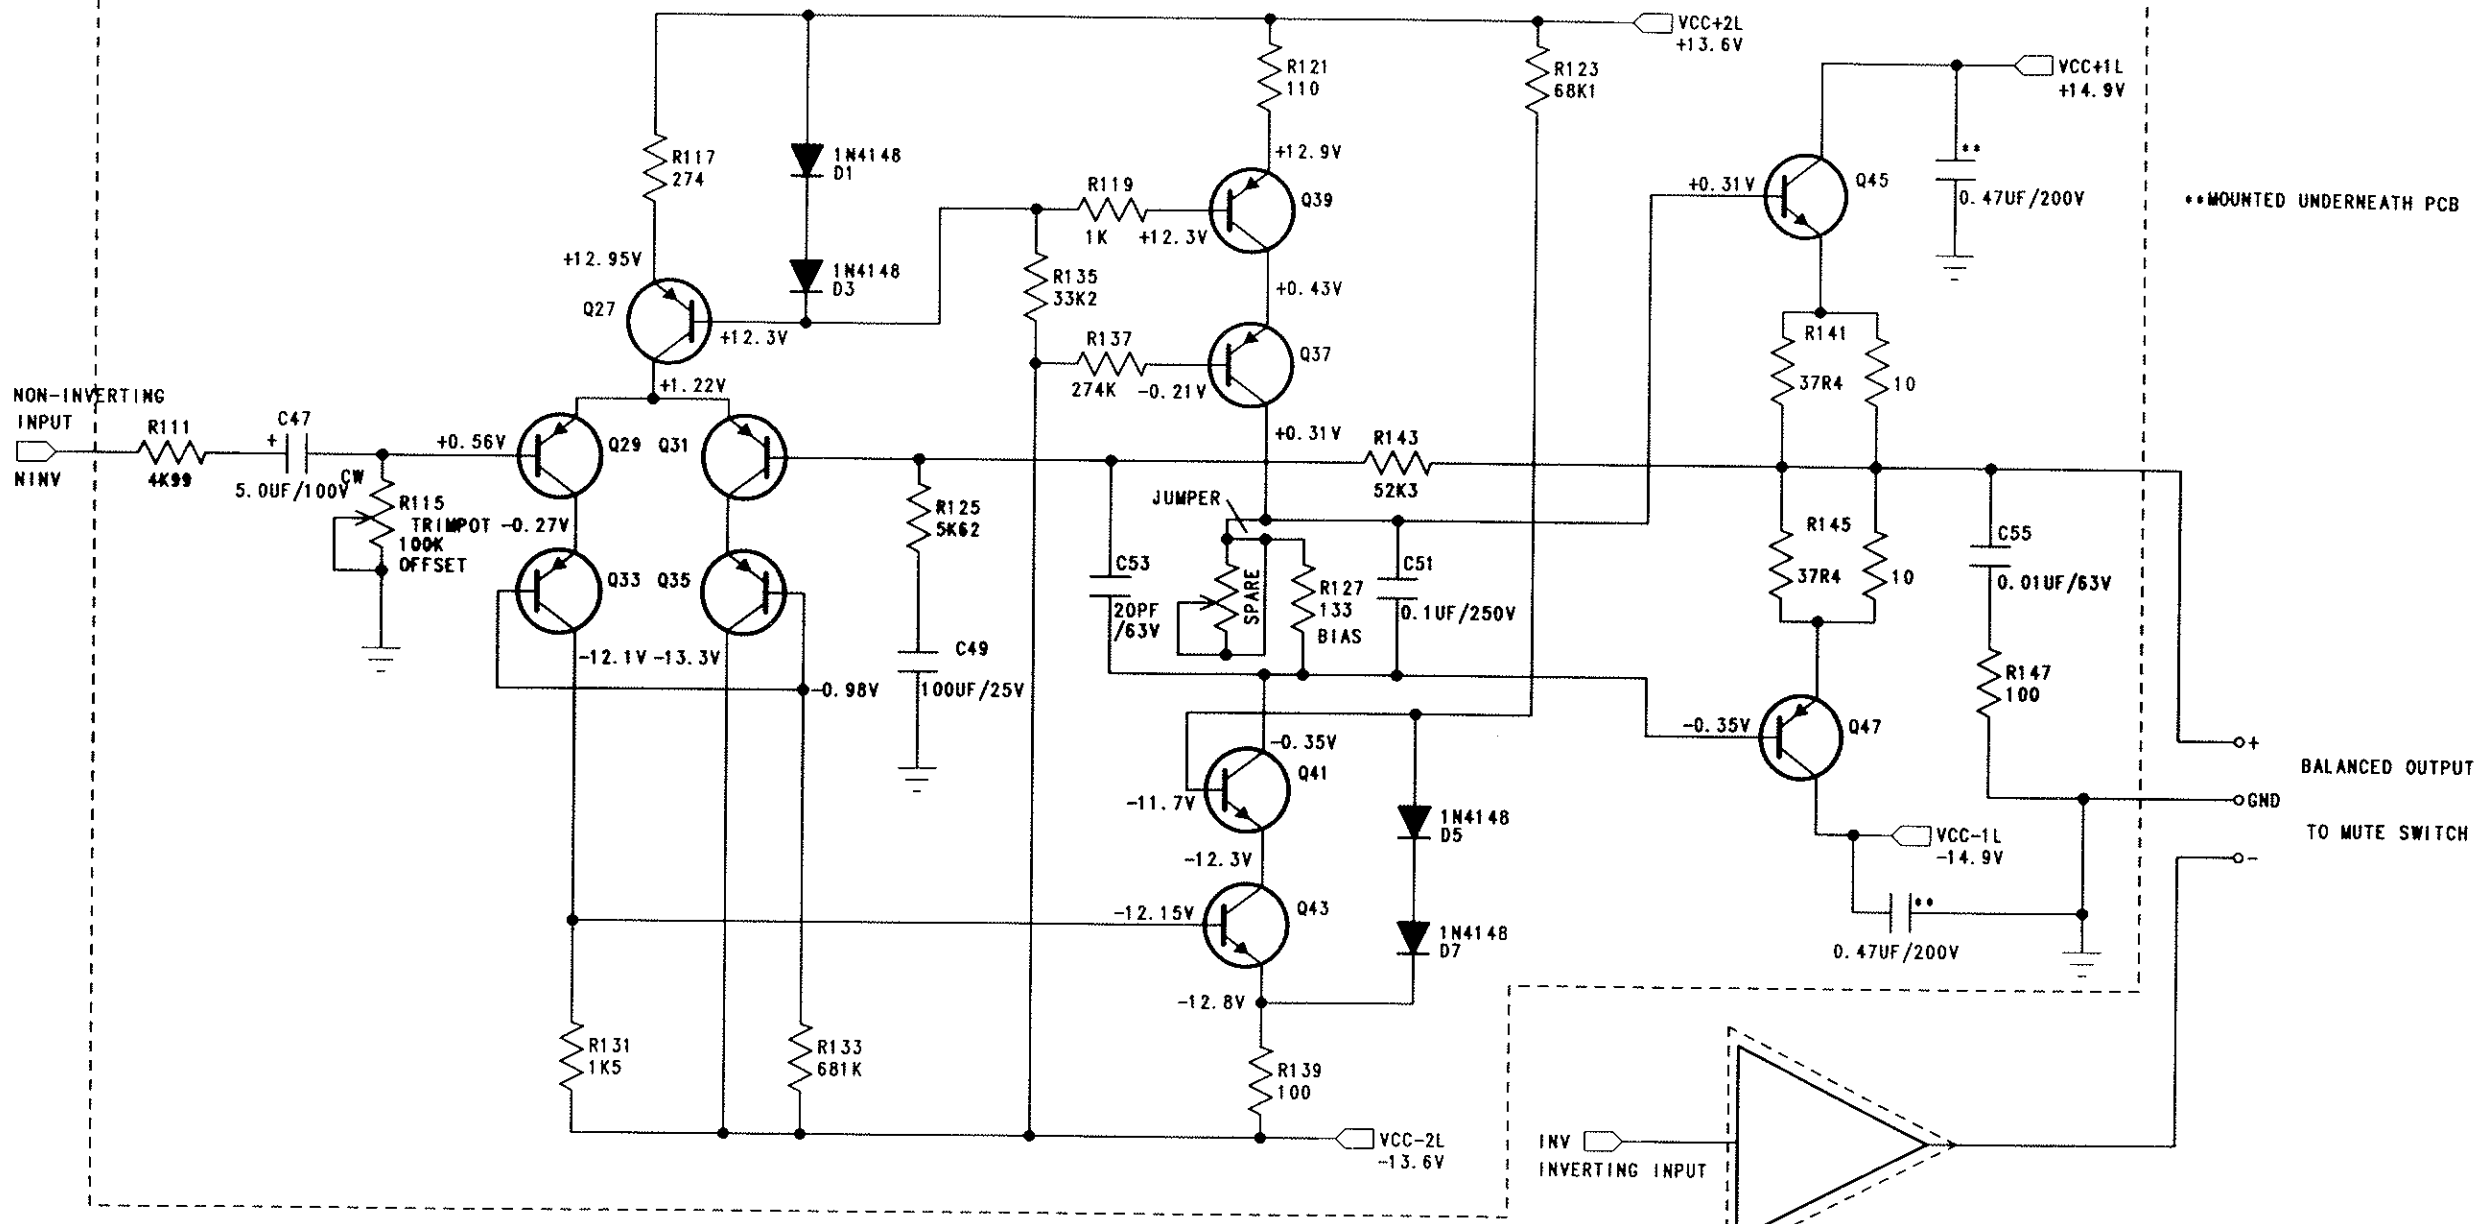 VCC+2L
+13.6V
R121
110
R123
68K1
VCC+1L
+14.9V
R117
274
1N4148
D1
+12.9V
**
+0.31V
Q45
0.47UF/200V
**MOUNTED UNDERNEATH PCB
R119
1K
+12.3V
Q39
+12.95V
1N4148
D3
R135
33K2
+0.43V
Q27
+12.3V
R137
274K
-0.21V
Q37
R141
37R4
10
+1.22V
NON-INVERTING
INPUT
NINV
R111
4K99
C47
+
5.0UF/100V
CW
+0.56V
Q29
Q31
+0.31V
R143
52K3
R115
TRIMPOT
100K
OFFSET
-0.27V
R125
5K62
JUMPER
SPARE
R127
133
BIAS
C51
0.1UF/250V
C53
20PF
/63V
R145
37R4
10
C55
0.01UF/63V
Q33
Q35
-12.1V
-13.3V
-0.98V
C49
100UF/25V
R147
100
-0.35V
Q47
-0.35V
Q41
-11.7V
+
BALANCED OUTPUT
GND
TO MUTE SWITCH
-
1N4148
D5
VCC-1L
-14.9V
-12.3V
-12.15V
Q43
1N4148
D7
**
0.47UF/200V
-12.8V
R131
1K5
R133
681K
R139
100
VCC-2L
-13.6V
INV
INVERTING INPUT